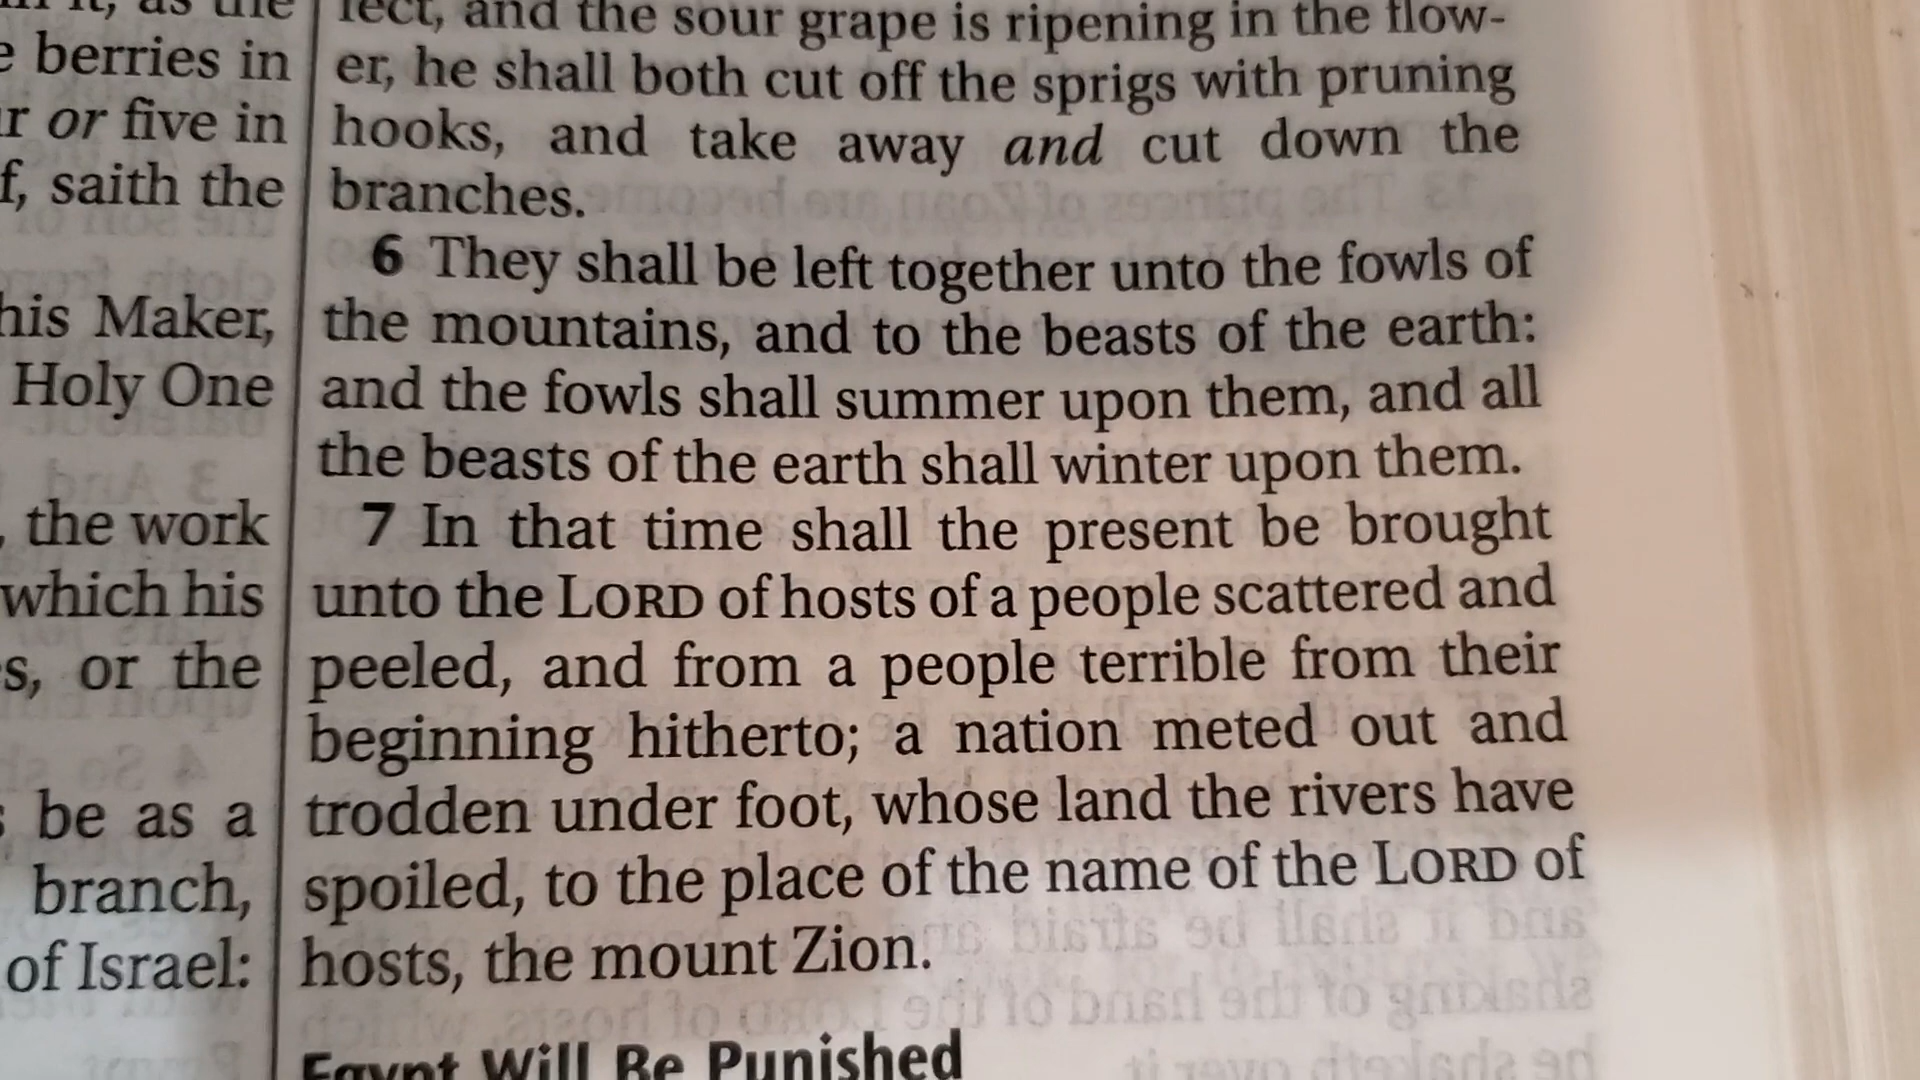 berries in
or five in
saith the
his Maker,
Holy One
the work
which his
or the
be as a
branch,
of Israel:
and the sour grape is ripening in the flow-
er, he shall both cut off the sprigs with pruning
hooks, and take away and cut down the
branches.
6 They shall be left together unto the fowls of
the mountains, and to the beasts of the earth:
and the fowls shall summer upon them, and all
the beasts of the earth shall winter upon them.
7 In that time shall the present be brought
unto the LORD of hosts of a people scattered and
peeled, and from a people terrible from their
beginning hitherto; a nation meted out and
trodden under foot, whose land the rivers have
spoiled, to the place of the name of the LORD of
hosts, the mount Zion.
Egypt Will Be Punished